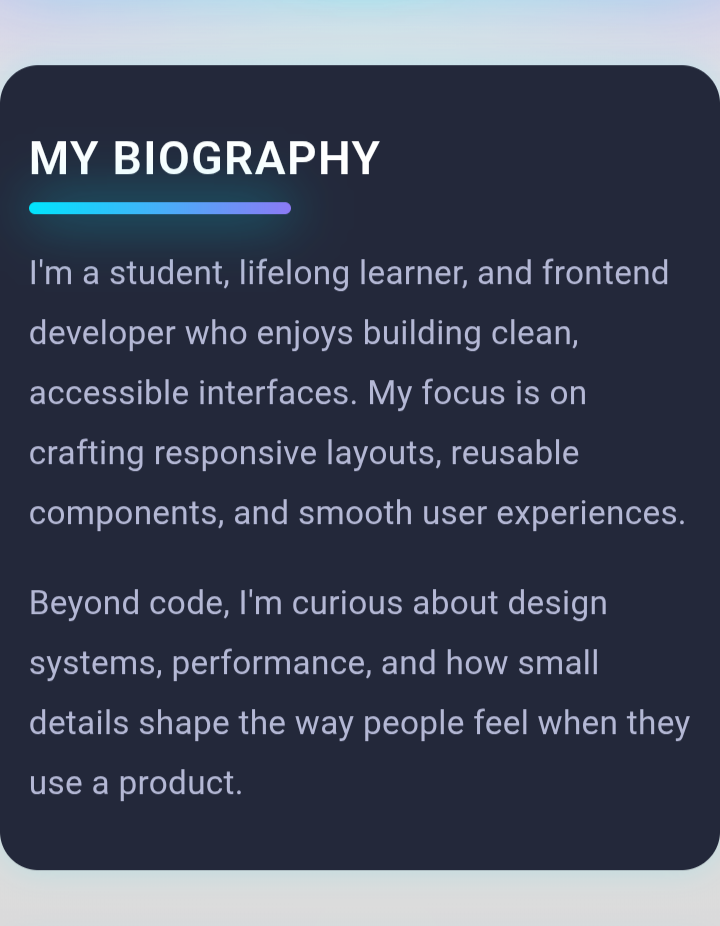 MY BIOGRAPHY
I'm a student, lifelong learner, and frontend
developer who enjoys building clean,
accessible interfaces. My focus is on
crafting responsive layouts, reusable
components, and smooth user experiences.
Beyond code, I'm curious about design
systems, performance, and how small
details shape the way people feel when they
use a product.